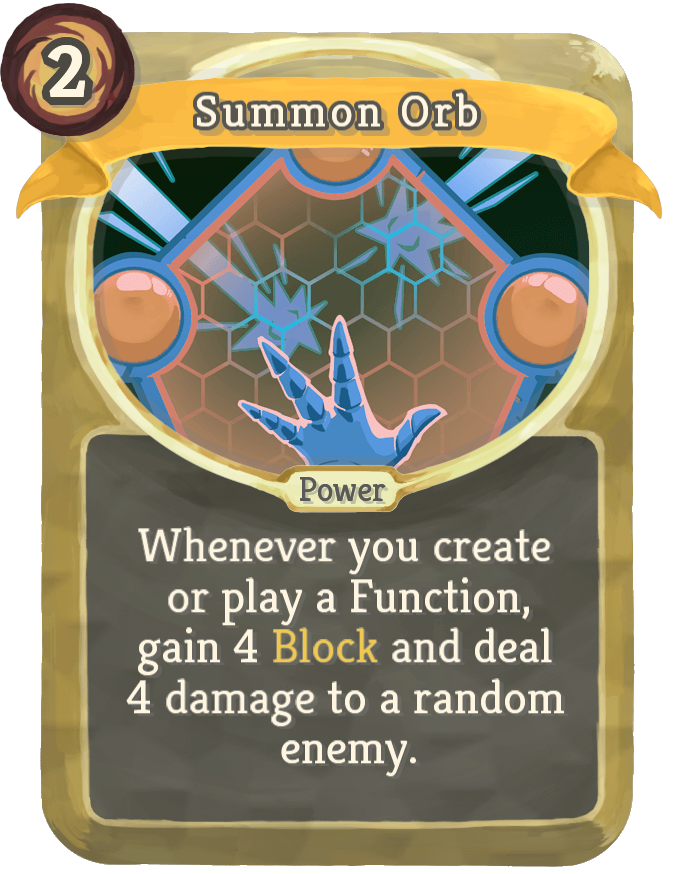 2
Summon Orb
Power
Whenever you create
or play a Function,
gain 4 Block and deal
4 damage to a random
enemy.